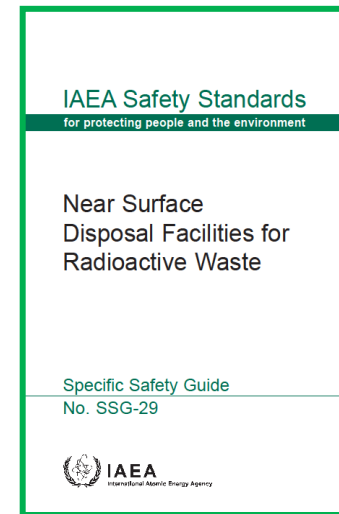 IAEA Safety Standards
for protecting people and the environment
Near Surface
Disposal Facilities for
Radioactive Waste
Specific Safety Guide
No. SSG-29
IAEA
International Atomic Energy Agency